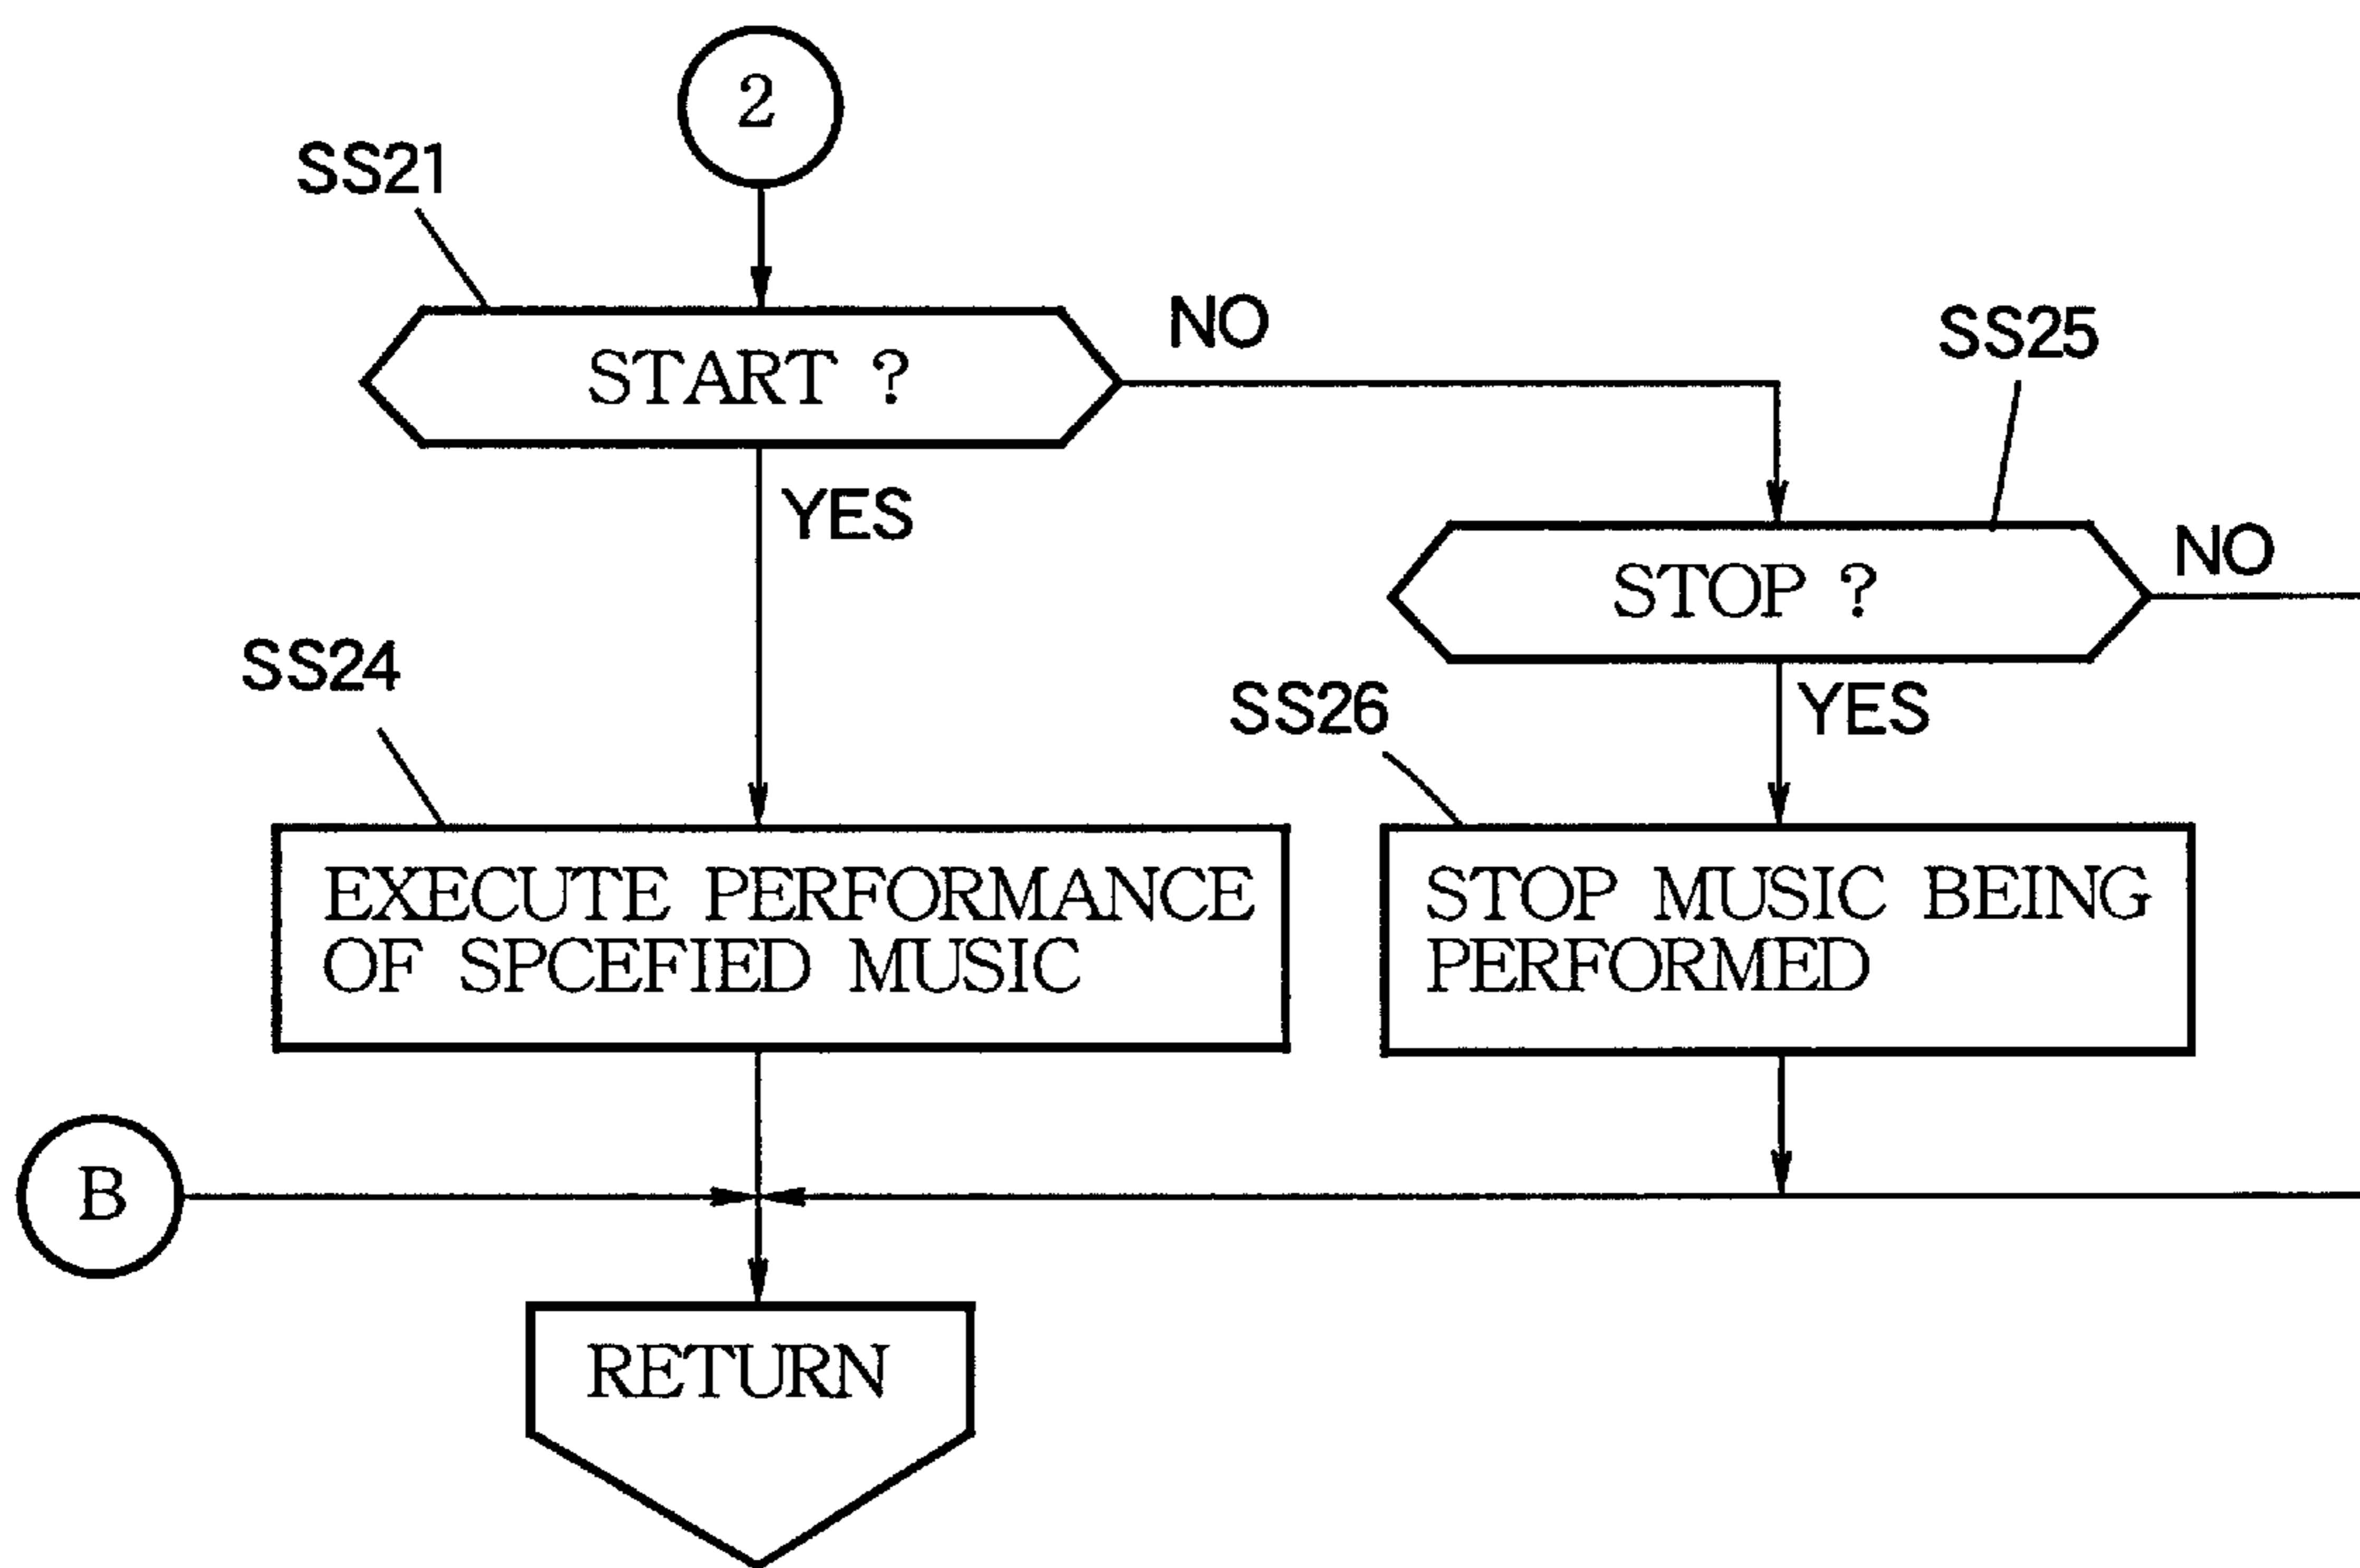 2
SS21
START ?
NO
SS25
YES
STOP ?
NO
SS24
SS26
YES
EXECUTE PERFORMANCE
OF SPCEFIED MUSIC
STOP MUSIC BEING
PERFORMED
B
RETURN